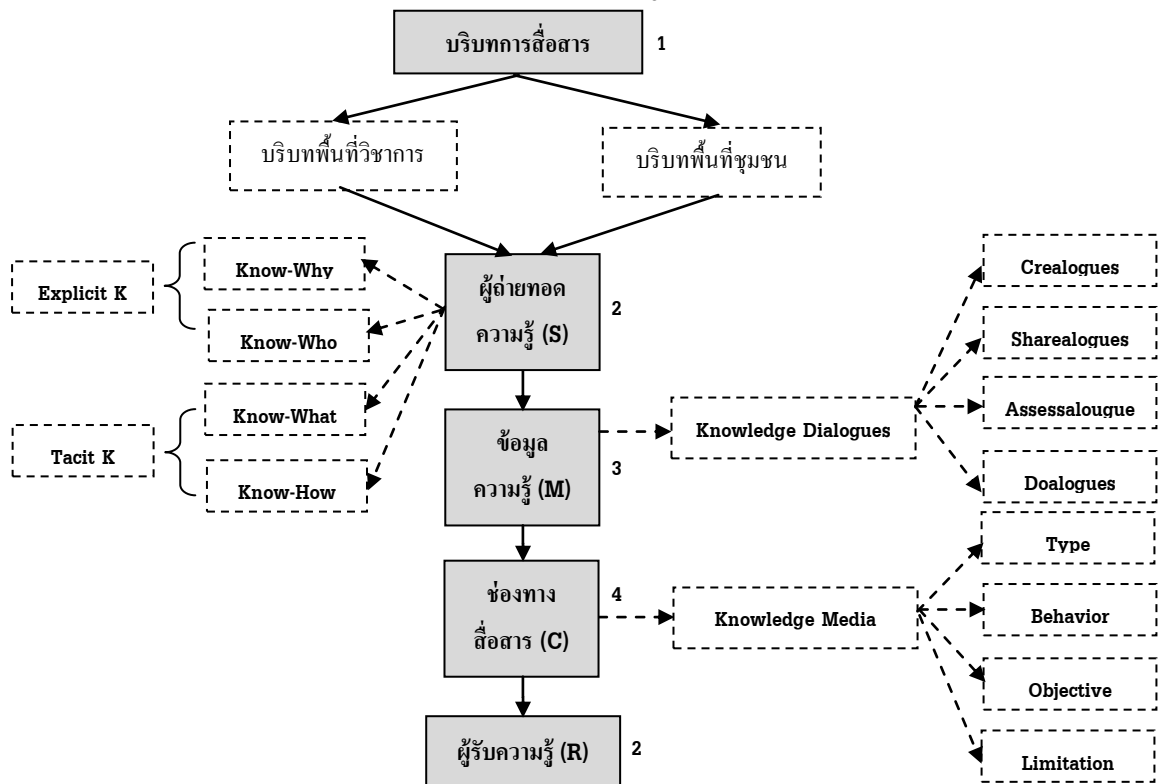 บริบทการสื่อสาร
1
บริบทพื้นที่วิชาการ
บริบทพื้นที่ชุมชน
Explicit K
Know-Why
Know-Who
Tacit K
Know-What
Know-How
ผู้ถ่ายทอด
ความรู้ (S)
2
ข้อมูล
ความรู้ (M)
3
Knowledge Dialogues
Crealogues
Sharealogues
Assessalougue
Doalogues
ช่องทาง
สื่อสาร (C)
4
Knowledge Media
Type
Behavior
Objective
Limitation
ผู้รับความรู้ (R)
2